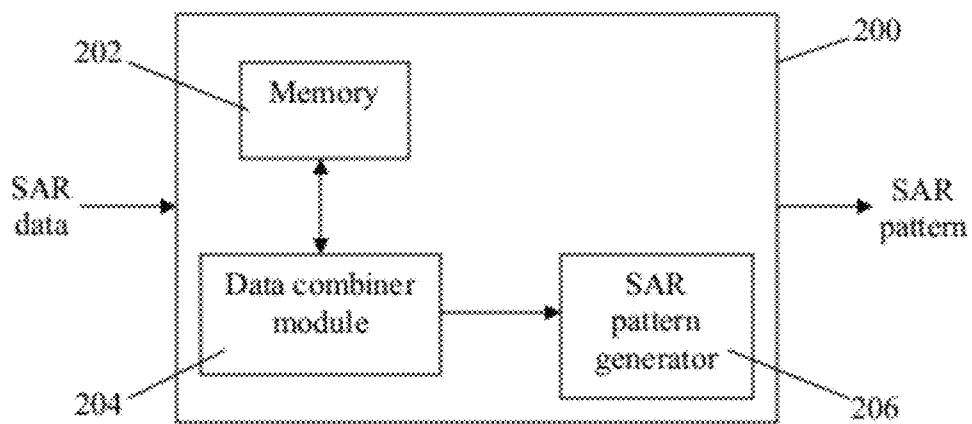 200
202
Memory
SAR
data
SAR
pattern
Data combiner
module
SAR
pattern
generator
204
206